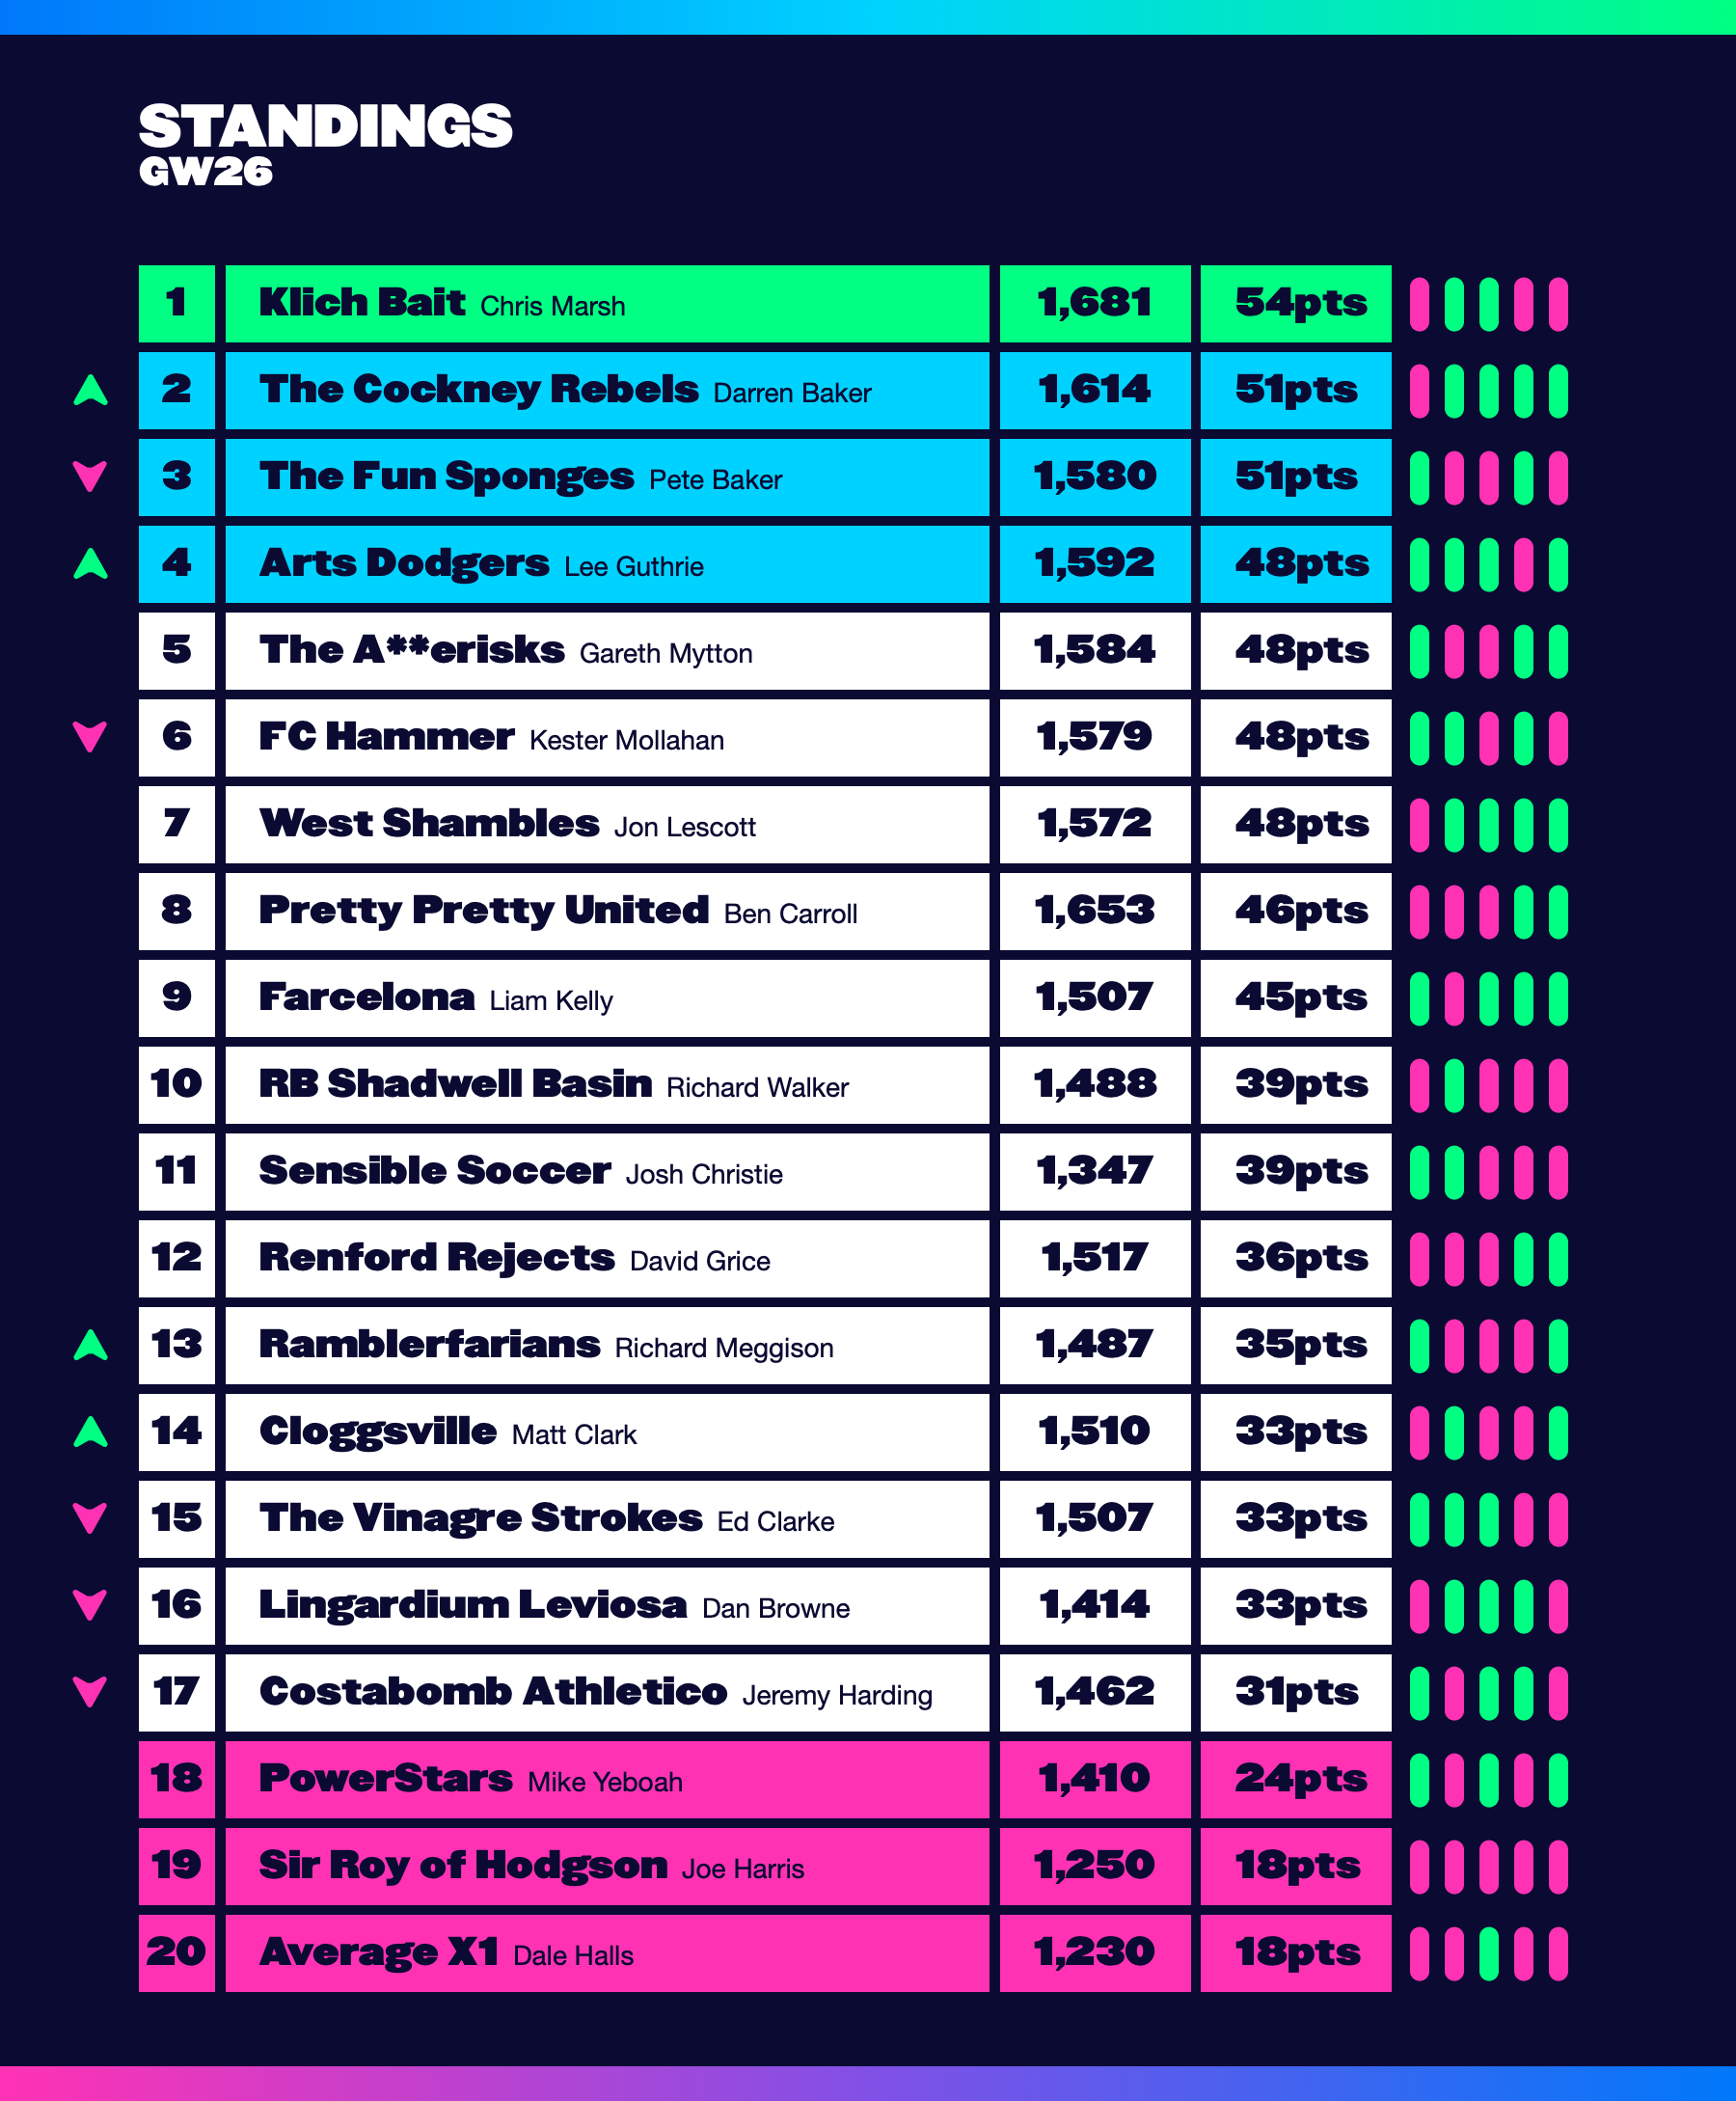 STANDINGS
GW26
1 Klich Bait Chris Marsh 1,681 54pts
2 The Cockney Rebels Darren Baker 1,614 51pts
3 The Fun Sponges Pete Baker 1,580 51pts
4 Arts Dodgers Lee Guthrie 1,592 48pts
5 The A**erisks Gareth Mytton 1,584 48pts
6 FC Hammer Kester Mollahan 1,579 48pts
7 West Shambles Jon Lescott 1,572 48pts
8 Pretty Pretty United Ben Carroll 1,653 46pts
9 Farcelona Liam Kelly 1,507 45pts
10 RB Shadwell Basin Richard Walker 1,488 39pts
11 Sensible Soccer Josh Christie 1,347 39pts
12 Renford Rejects David Grice 1,517 36pts
13 Ramblerfarians Richard Meggison 1,487 35pts
14 Cloggsville Matt Clark 1,510 33pts
15 The Vinagre Strokes Ed Clarke 1,507 33pts
16 Lingardium Leviosa Dan Browne 1,414 33pts
17 Costabomb Athletico Jeremy Harding 1,462 31pts
18 PowerStars Mike Yeboah 1,410 24pts
19 Sir Roy of Hodgson Joe Harris 1,250 18pts
20 Average X1 Dale Halls 1,230 18pts